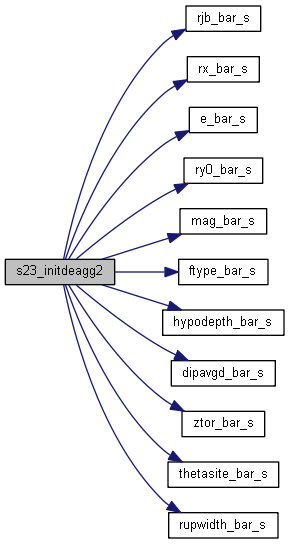 rjb_bar_s
rx_bar_s
e_bar_s
ry0_bar_s
mag_bar_s
s23_initdeagg2
ftype_bar_s
hypodepth_bar_s
dipavgd_bar_s
ztor_bar_s
thetasite_bar_s
rupwidth_bar_s